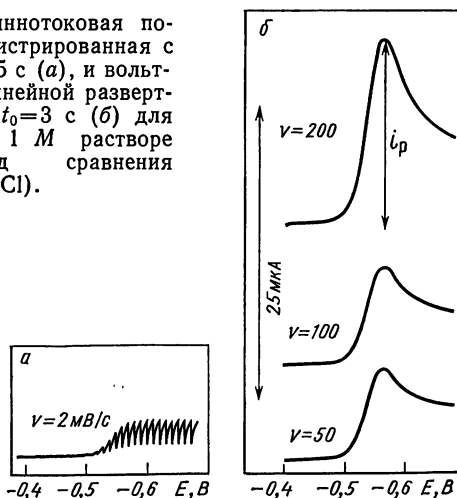 иннотоковая по-
истрированная с
5 с (а), и вольт-
инейной разверт-
t₀=3 с (б) для
1 М растворе
д сравнения
Cl).
б
ν=200
iₚ
25 мкА
ν=100
ν=50
а
ν=2 мВ/с
−0,4 −0,5 −0,6 E, В
−0,4 −0,5 −0,6 E, В